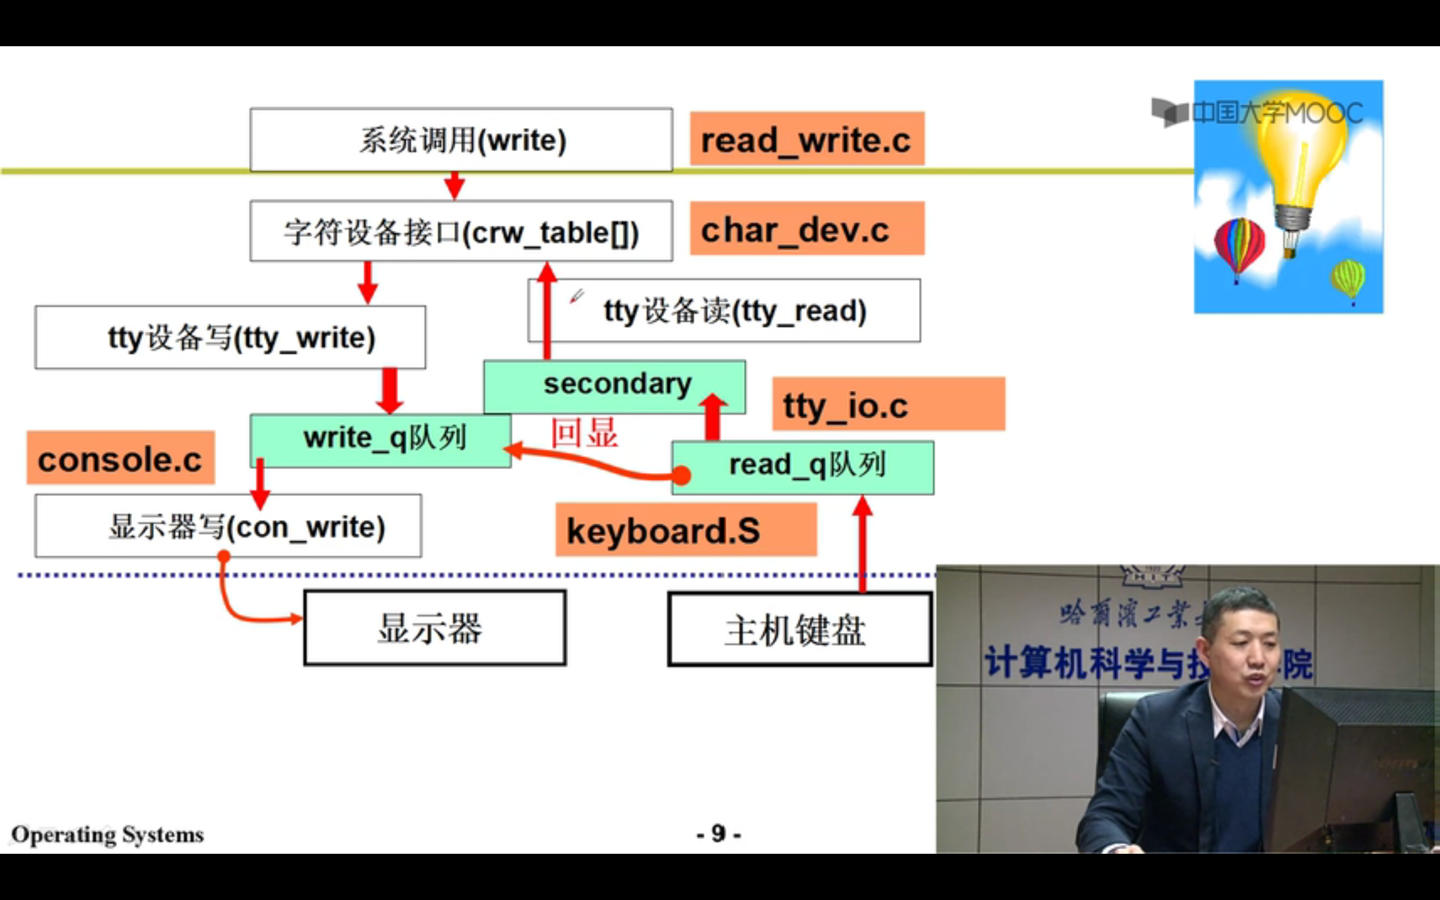 中国大学MOOC
系统调用(write)
read_write.c
字符设备接口(crw_table[])
char_dev.c
tty设备写(tty_write)
tty设备读(tty_read)
secondary
tty_io.c
write_q队列
回显
read_q队列
console.c
显示器写(con_write)
keyboard.S
显示器
主机键盘
HIT
哈尔滨工業
计算机科学与技
院
Operating Systems
- 9 -